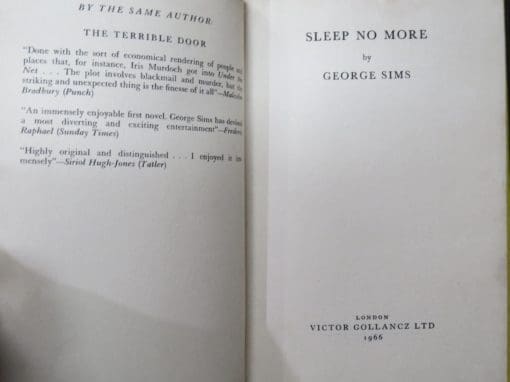 BY THE SAME AUTHOR
THE TERRIBLE DOOR
"Done with the sort of economical rendering of people and
places that, for instance, Iris Murdoch got into Under the
Net . . . The plot involves blackmail and murder, but the
striking and unexpected thing is the finesse of it all"—Malcolm
Bradbury (Punch)
"An immensely enjoyable first novel. George Sims has devised
a most diverting and exciting entertainment"—Frederic
Raphael (Sunday Times)
"Highly original and distinguished . . . I enjoyed it im-
mensely"—Siriol Hugh-Jones (Tatler)
SLEEP NO MORE
by
GEORGE SIMS
LONDON
VICTOR GOLLANCZ LTD
1966